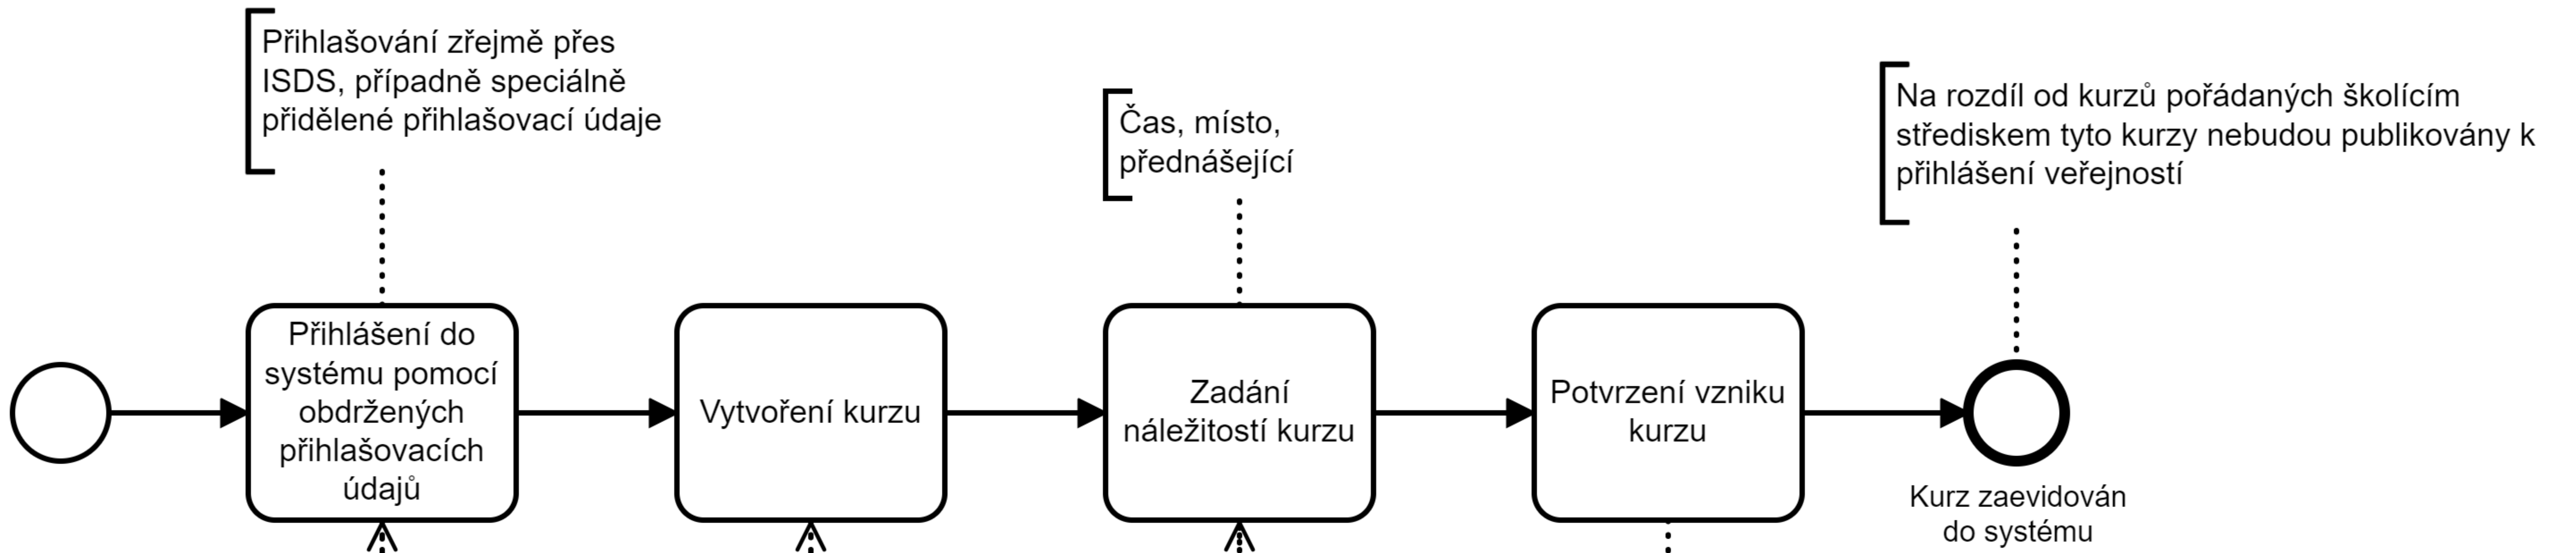 Přihlašování zřejmě přes
ISDS, případně speciálně
přidělené přihlašovací údaje
Čas, místo,
přednášející
Na rozdíl od kurzů pořádaných školícím
střediskem tyto kurzy nebudou publikovány k
přihlášení veřejností
Přihlášení do
systému pomocí
obdržených
přihlašovacích
údajů
Vytvoření kurzu
Zadání
náležitostí kurzu
Potvrzení vzniku
kurzu
Kurz zaevidován
do systému